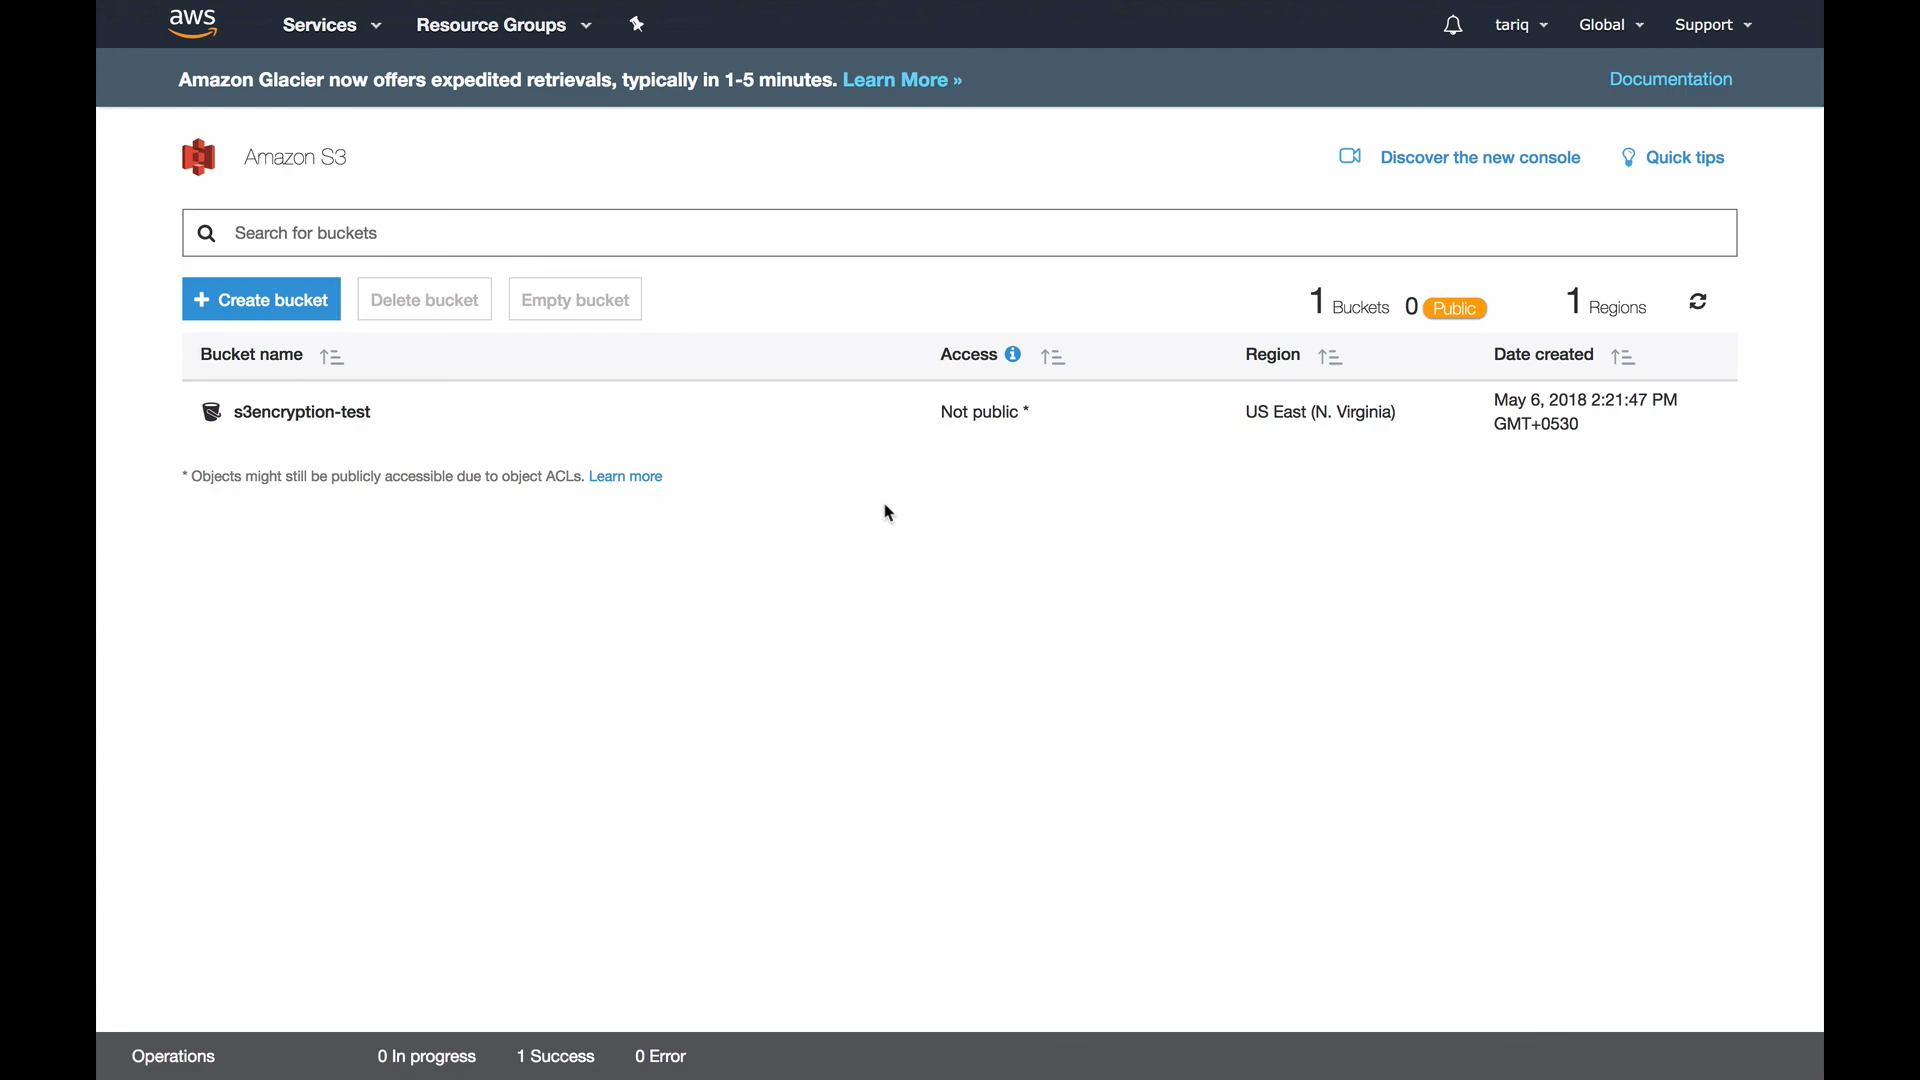 aws Services Resource Groups tariq Global Support
Amazon Glacier now offers expedited retrievals, typically in 1-5 minutes. Learn More » Documentation
Amazon S3 Discover the new console Quick tips
Search for buckets
+ Create bucket Delete bucket Empty bucket 1 Buckets 0 Public 1 Regions
Bucket name Access Region Date created
s3encryption-test Not public * US East (N. Virginia) May 6, 2018 2:21:47 PM
GMT+0530
* Objects might still be publicly accessible due to object ACLs. Learn more
Operations 0 In progress 1 Success 0 Error